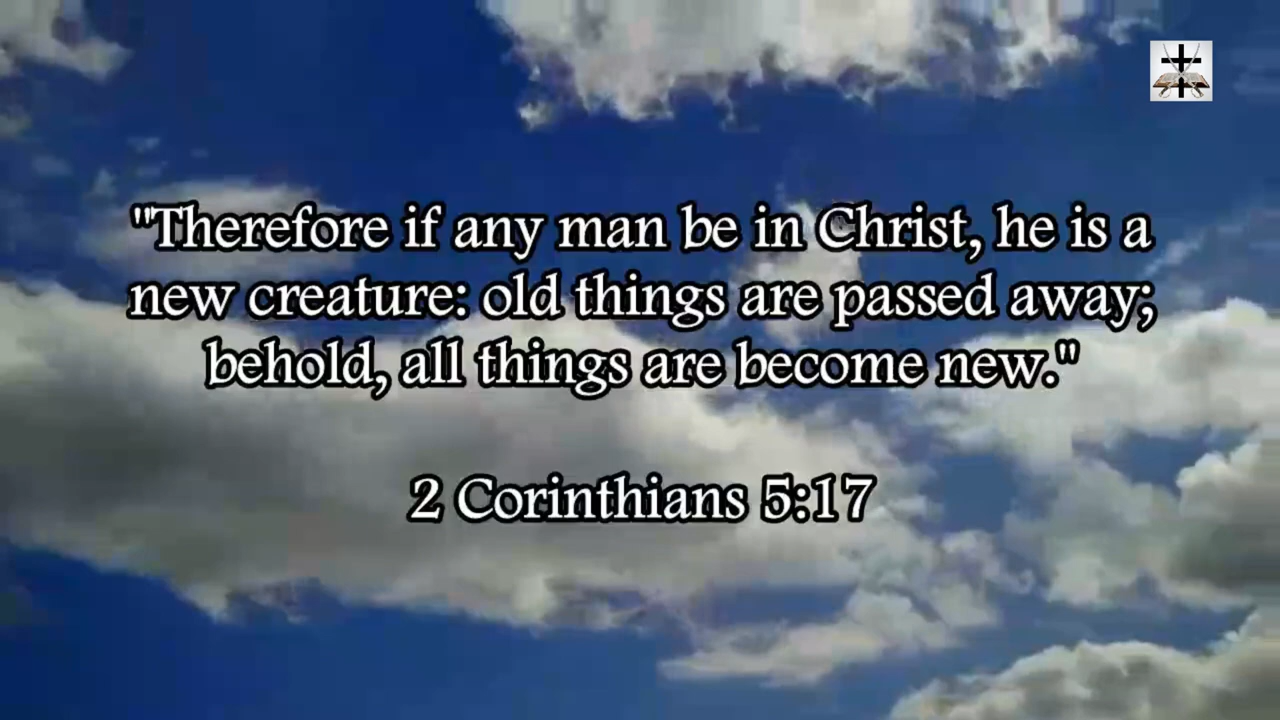 "Therefore if any man be in Christ, he is a
new creature: old things are passed away;
behold, all things are become new."
2 Corinthians 5:17